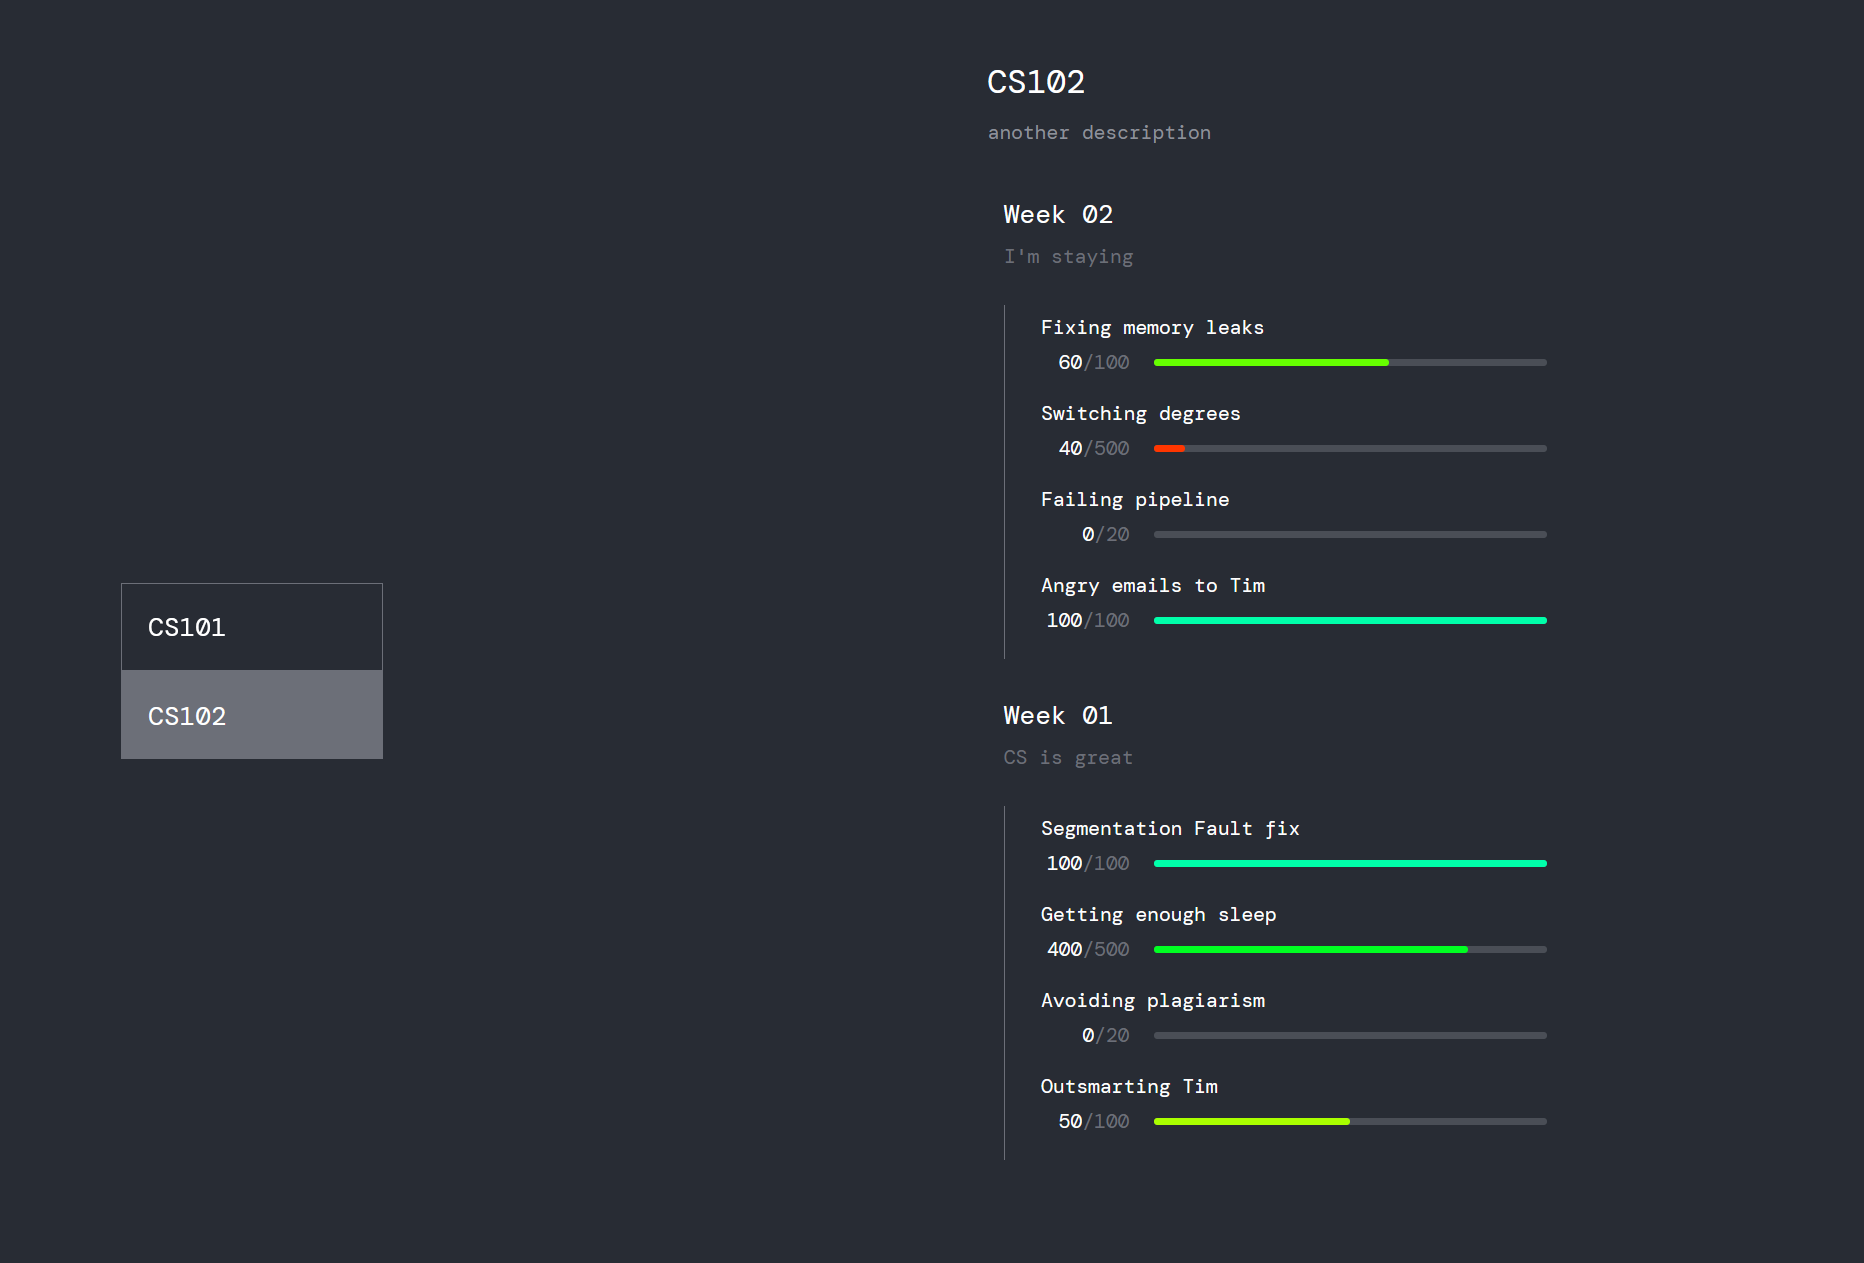 CS101
CS102
CS102
another description
Week 02
I'm staying
Fixing memory leaks
60/100
Switching degrees
40/500
Failing pipeline
0/20
Angry emails to Tim
100/100
Week 01
CS is great
Segmentation Fault fix
100/100
Getting enough sleep
400/500
Avoiding plagiarism
0/20
Outsmarting Tim
50/100